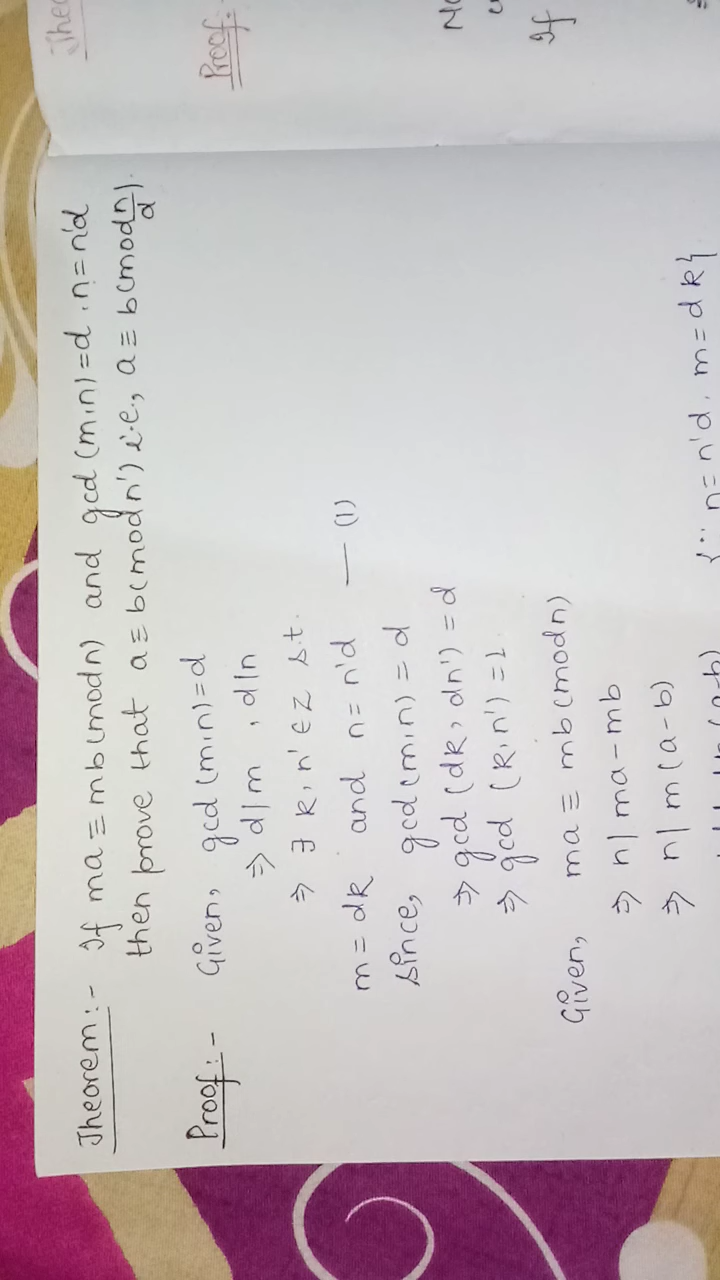 Theorem:- If ma ≡ mb (mod n) and gcd (m,n) = d, n = n'd
then prove that a ≡ b (mod n') i.e., a ≡ b (mod n/d).
Proof:- Given, gcd (m,n) = d
⇒ d|m , d|n
⇒ ∃ k, n' ∈ Z s.t.
m = dk and n = n'd — (1)
Since, gcd (m,n) = d
⇒ gcd (dk, dn') = d
⇒ gcd (k, n') = 1.
Given, ma ≡ mb (mod n)
⇒ n | ma - mb
⇒ n | m (a - b) {∵ n = n'd, m = dk}
(a-b)
Proof:-
If